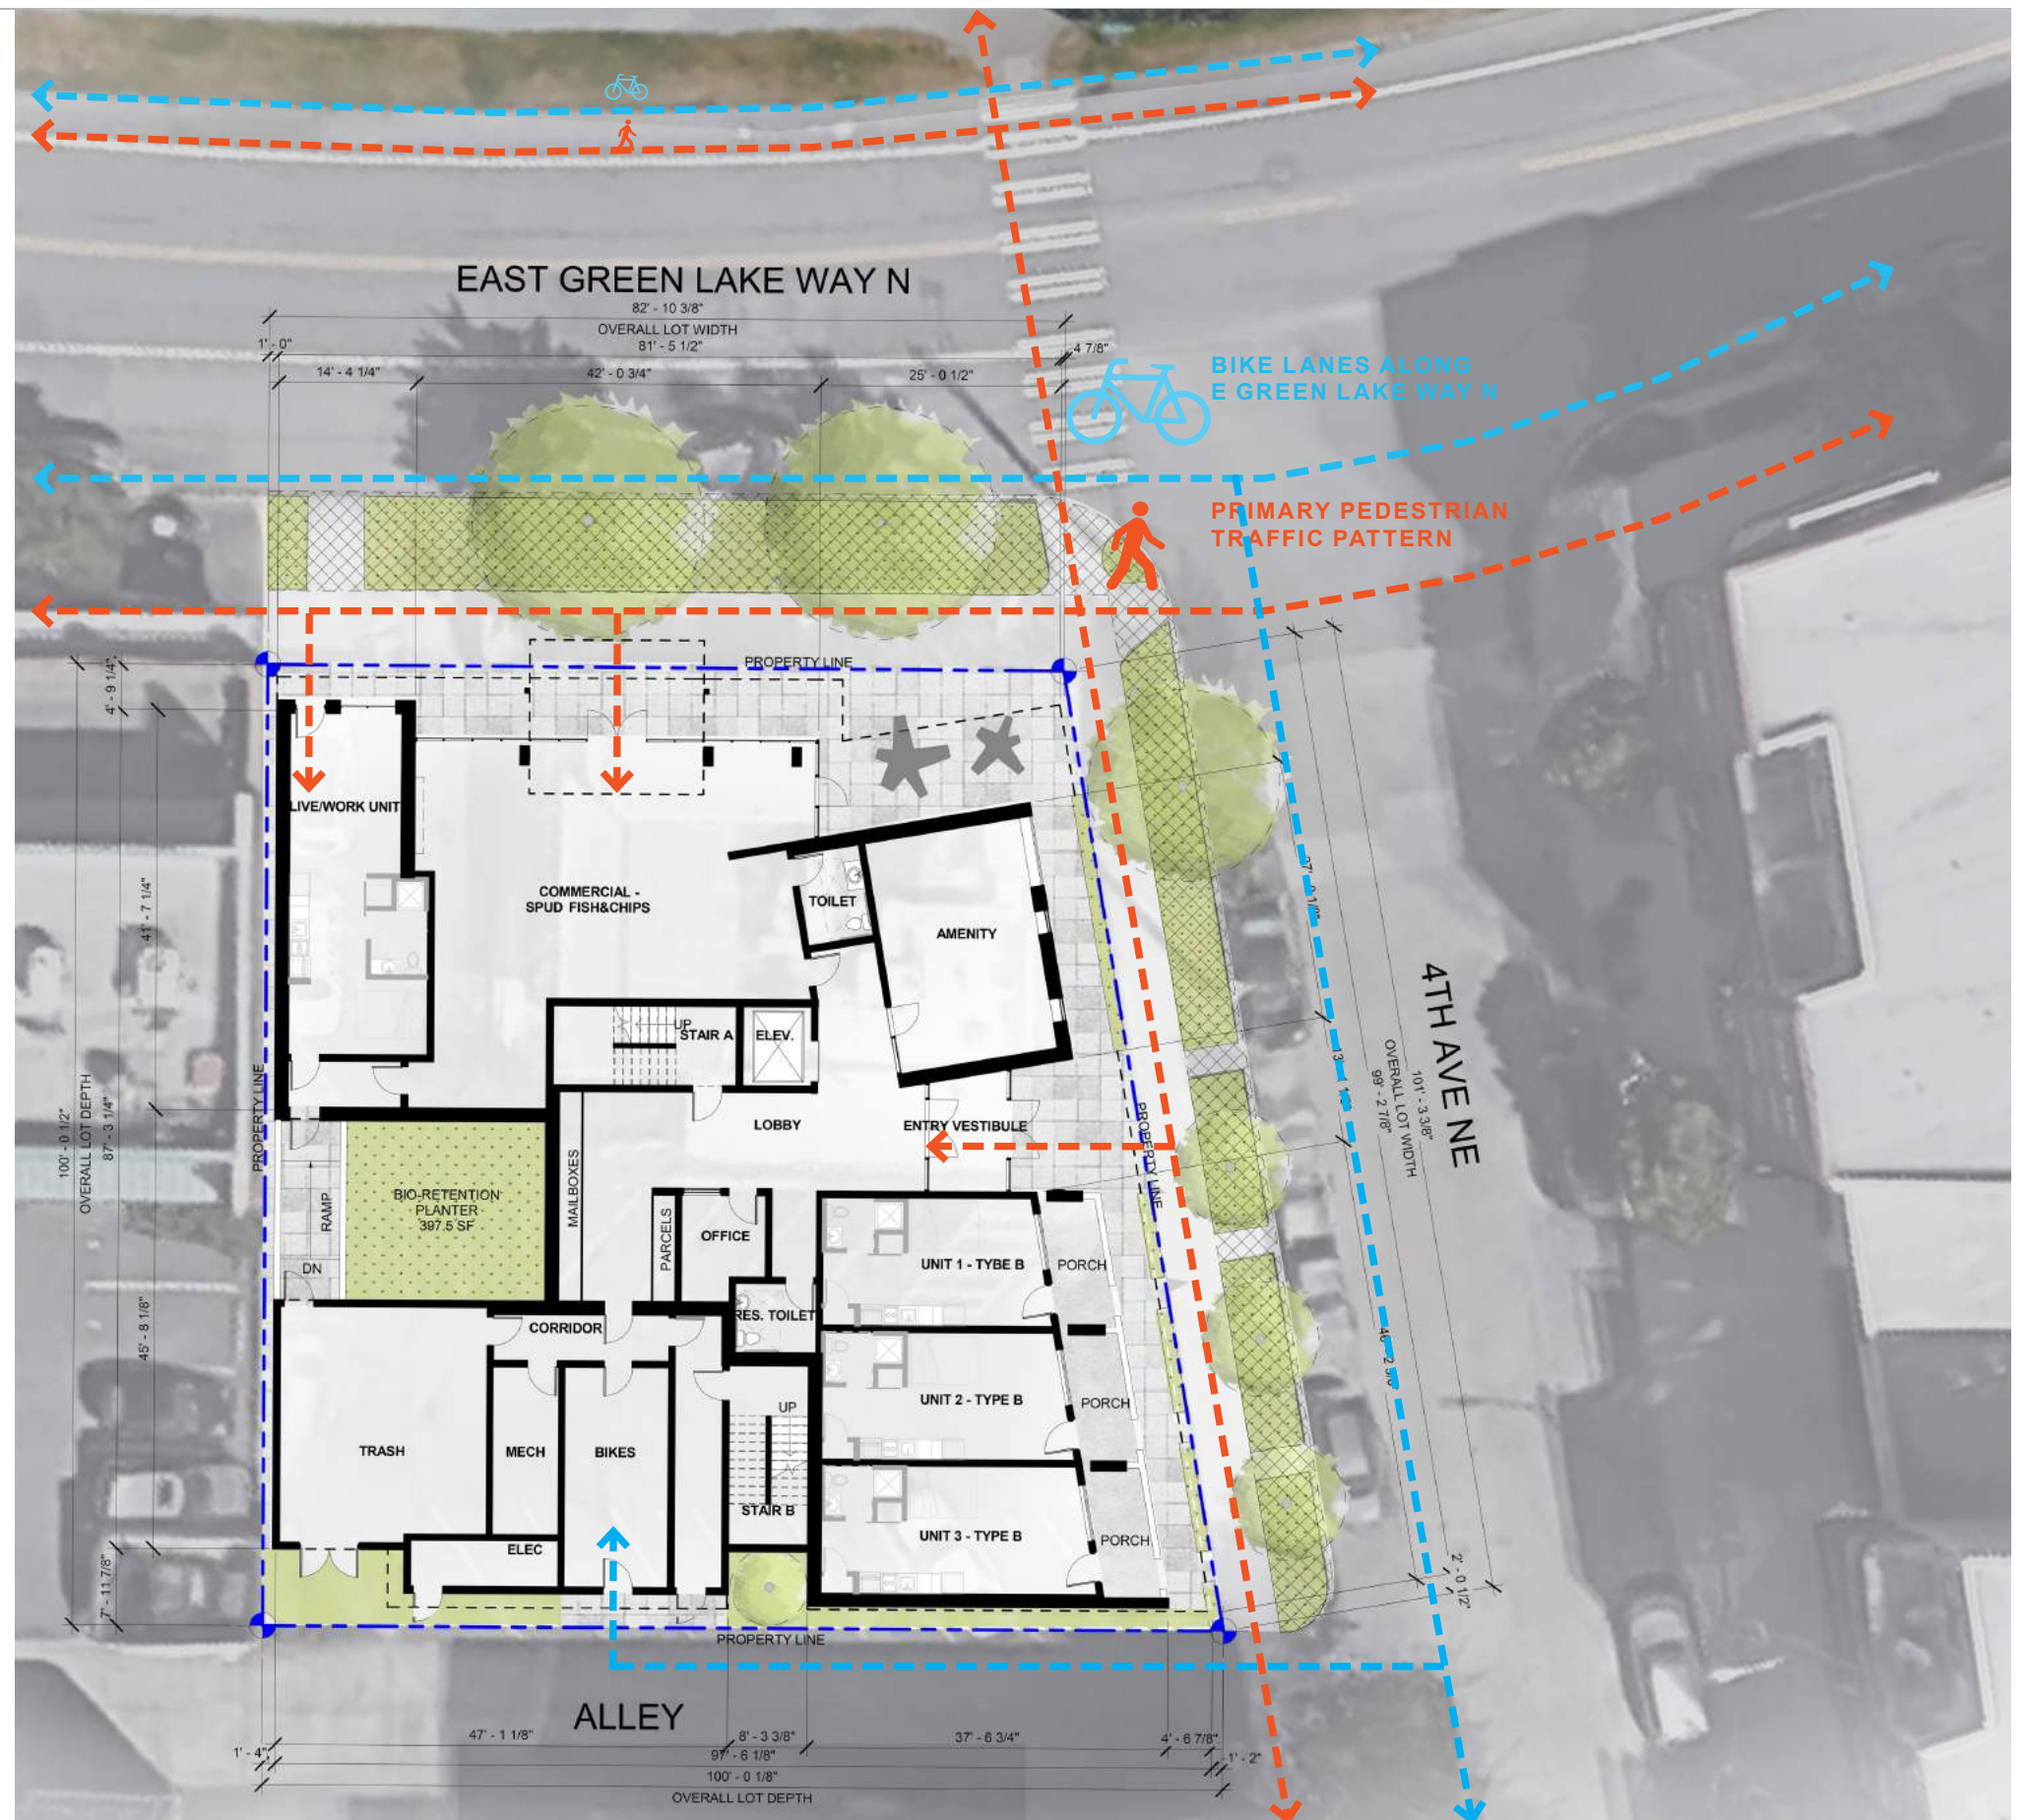 EAST GREEN LAKE WAY N
82' - 10 3/8"
OVERALL LOT WIDTH
81' - 5 1/2"
1' - 0"
4 7/8"
14' - 4 1/4"
42' - 0 3/4"
25' - 0 1/2"
BIKE LANES ALONG
E GREEN LAKE WAY N
PRIMARY PEDESTRIAN
TRAFFIC PATTERN
PROPERTY LINE
4' - 9 1/4"
LIVE/WORK UNIT
COMMERCIAL -
SPUD FISH&CHIPS
TOILET
AMENITY
41' - 7 1/4"
UP
STAIR A
ELEV.
4TH AVE NE
101' - 3 3/8"
OVERALL LOT WIDTH
99' - 2 7/8"
100' - 0 1/2"
OVERALL LOT DEPTH
87' - 3 1/4"
PROPERTY LINE
LOBBY
ENTRY VESTIBULE
PROPERTY LINE
MAILBOXES
BIO-RETENTION
PLANTER
397.5 SF
RAMP
DN
PARCELS
OFFICE
UNIT 1 - TYBE B
PORCH
RES. TOILET
CORRIDOR
45' - 8 1/8"
UNIT 2 - TYPE B
PORCH
UP
TRASH
MECH
BIKES
STAIR B
UNIT 3 - TYPE B
PORCH
ELEC
7' - 11 7/8"
2' - 0 1/2"
PROPERTY LINE
ALLEY
47' - 1 1/8"
8' - 3 3/8"
37' - 6 3/4"
4' - 6 7/8"
1' - 4"
97' - 6 1/8"
1' - 2"
100' - 0 1/8"
OVERALL LOT DEPTH